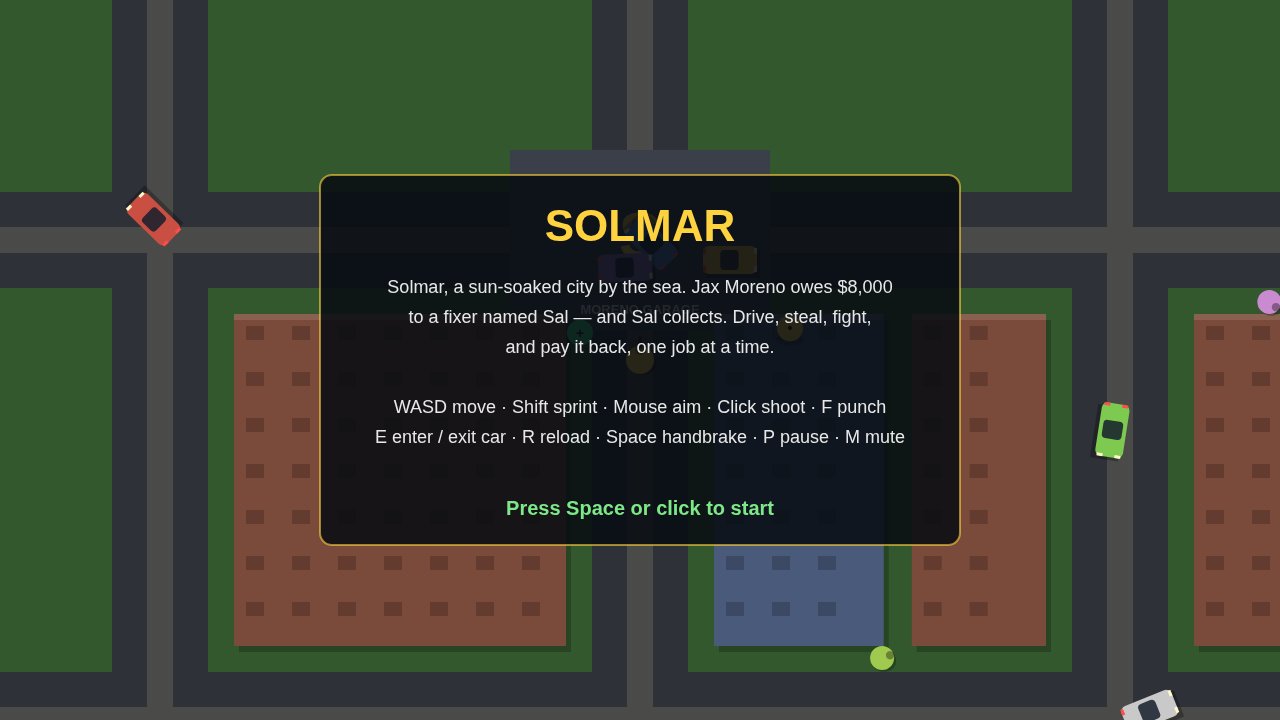 SOLMAR
Solmar, a sun-soaked city by the sea. Jax Moreno owes $8,000
to a fixer named Sal — and Sal collects. Drive, steal, fight,
MORENO GARAGE
and pay it back, one job at a time.
WASD move · Shift sprint · Mouse aim · Click shoot · F punch
E enter / exit car · R reload · Space handbrake · P pause · M mute
Press Space or click to start